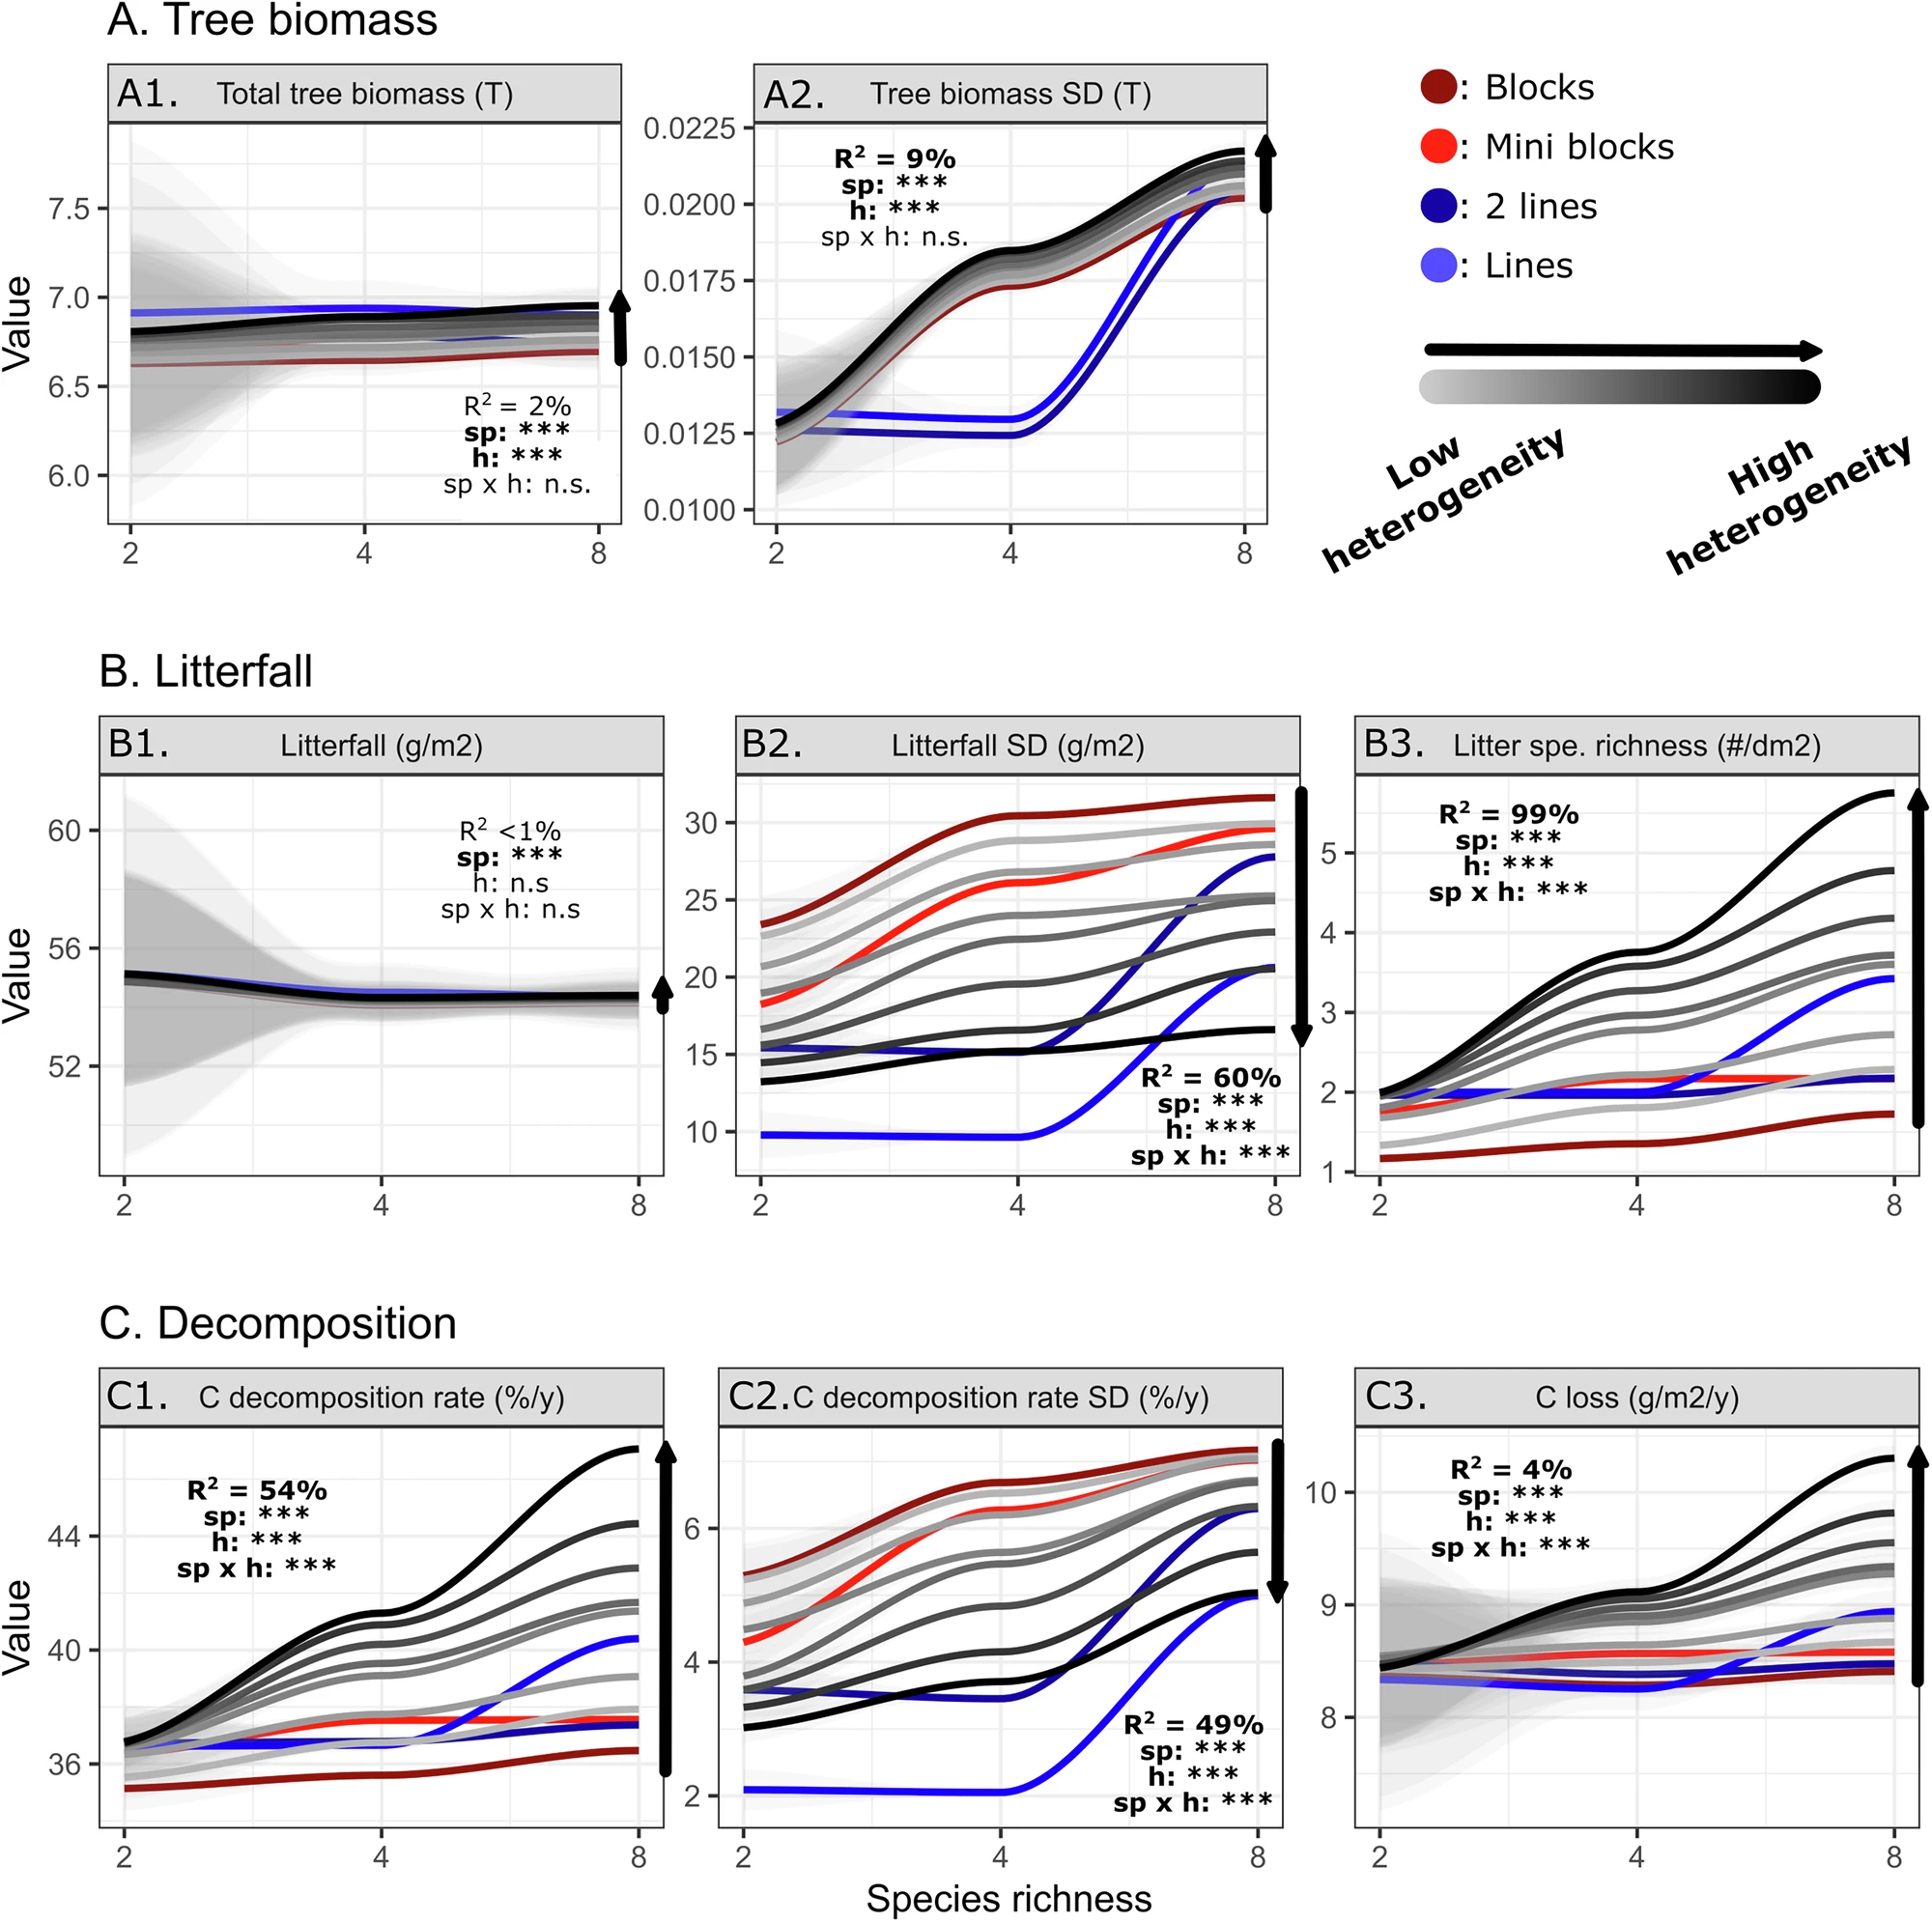 A. Tree biomass
A1. Total tree biomass (T)
Value
7.5
7.0
6.5
6.0
R² = 2%
sp: ***
h: ***
sp x h: n.s.
2 4 8
A2. Tree biomass SD (T)
0.0225
0.0200
0.0175
0.0150
0.0125
0.0100
R² = 9%
sp: ***
h: ***
sp x h: n.s.
2 4 8
: Blocks
: Mini blocks
: 2 lines
: Lines
Low
heterogeneity
High
heterogeneity
B. Litterfall
B1. Litterfall (g/m2)
Value
60
56
52
R² <1%
sp: ***
h: n.s
sp x h: n.s
2 4 8
B2. Litterfall SD (g/m2)
30
25
20
15
10
R² = 60%
sp: ***
h: ***
sp x h: ***
2 4 8
B3. Litter spe. richness (#/dm2)
5
4
3
2
1
R² = 99%
sp: ***
h: ***
sp x h: ***
2 4 8
C. Decomposition
C1. C decomposition rate (%/y)
Value
44
40
36
R² = 54%
sp: ***
h: ***
sp x h: ***
2 4 8
C2. C decomposition rate SD (%/y)
6
4
2
R² = 49%
sp: ***
h: ***
sp x h: ***
2 4 8
C3. C loss (g/m2/y)
10
9
8
R² = 4%
sp: ***
h: ***
sp x h: ***
2 4 8
Species richness